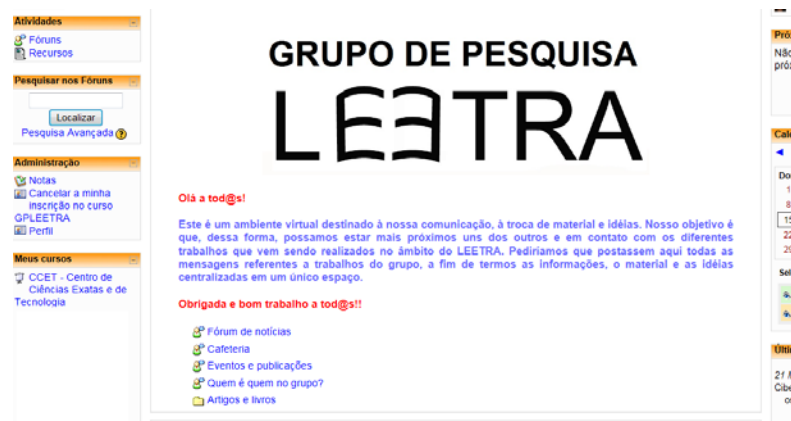 Atividades
Fóruns
Recursos
Pesquisar nos Fóruns
Localizar
Pesquisa Avançada
Administração
Notas
Cancelar a minha
inscrição no curso
GPLEETRA
Perfil
Meus cursos
CCET - Centro de
Ciências Exatas e de
Tecnologia
GRUPO DE PESQUISA
LEETRA
Olá a tod@s!
Este é um ambiente virtual destinado à nossa comunicação, à troca de material e idéias. Nosso objetivo é
que, dessa forma, possamos estar mais próximos uns dos outros e em contato com os diferentes
trabalhos que vem sendo realizados no âmbito do LEETRA. Pediríamos que postassem aqui todas as
mensagens referentes a trabalhos do grupo, a fim de termos as informações, o material e as idéias
centralizadas em um único espaço.
Obrigada e bom trabalho a tod@s!!
Fórum de notícias
Cafeteria
Eventos e publicações
Quem é quem no grupo?
Artigos e livros
1
8
15
22
29